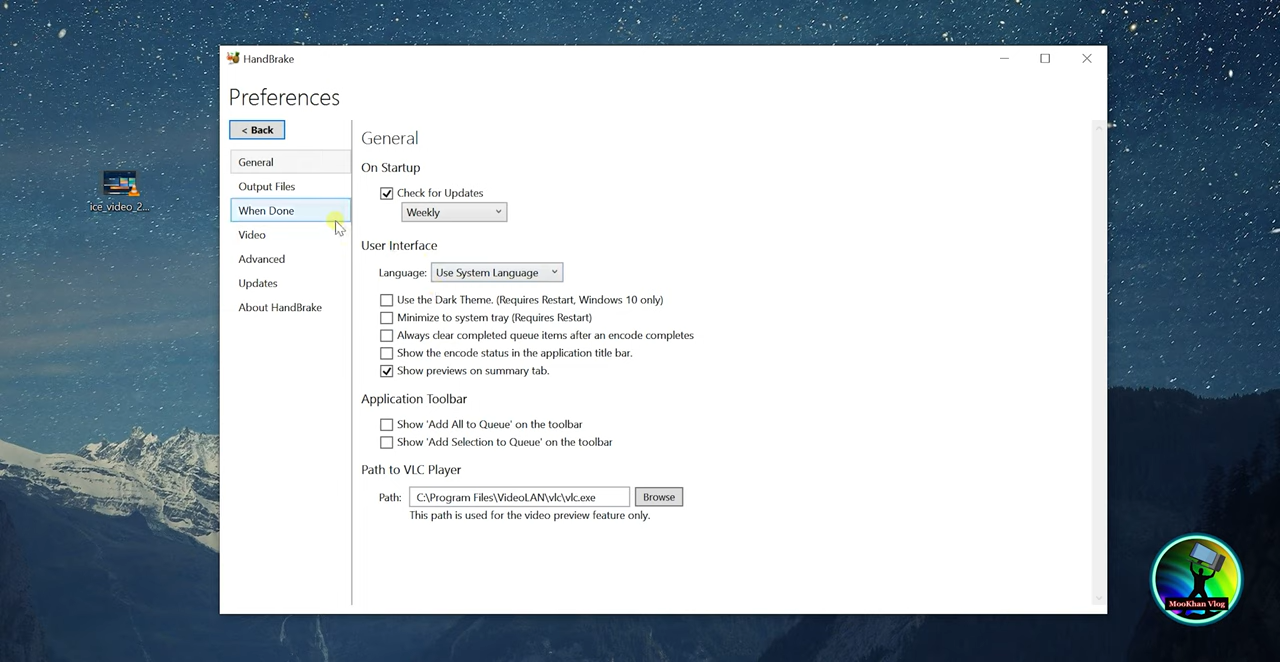 HandBrake
Preferences
< Back
General
Output Files
When Done
Video
Advanced
Updates
About HandBrake
General
On Startup
Check for Updates
Weekly
User Interface
Language: Use System Language
Use the Dark Theme. (Requires Restart, Windows 10 only)
Minimize to system tray (Requires Restart)
Always clear completed queue items after an encode completes
Show the encode status in the application title bar.
Show previews on summary tab.
Application Toolbar
Show 'Add All to Queue' on the toolbar
Show 'Add Selection to Queue' on the toolbar
Path to VLC Player
Path: C:\Program Files\VideoLAN\vlc\vlc.exe Browse
This path is used for the video preview feature only.
ice_video_2...
MooKhan Vlog